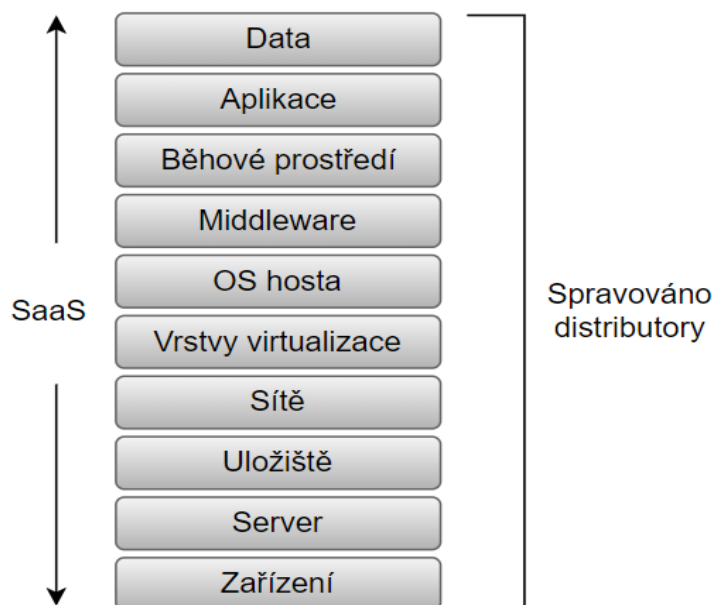 Data
Aplikace
Běhové prostředí
Middleware
OS hosta
SaaS
Vrstvy virtualizace
Sítě
Uložiště
Server
Zařízení
Spravováno
distributory